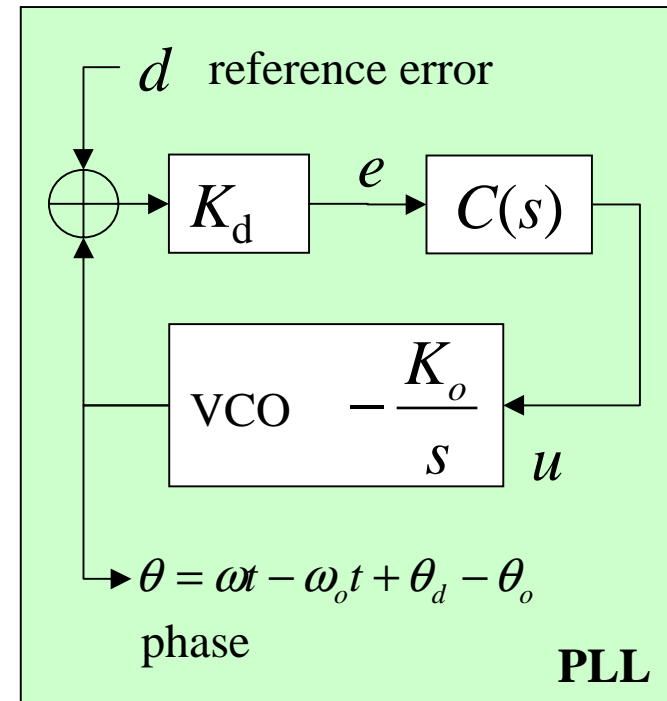 d reference error
K_d
e
C(s)
VCO − K_o/s
u
θ = ωt − ω_o t + θ_d − θ_o
phase
PLL